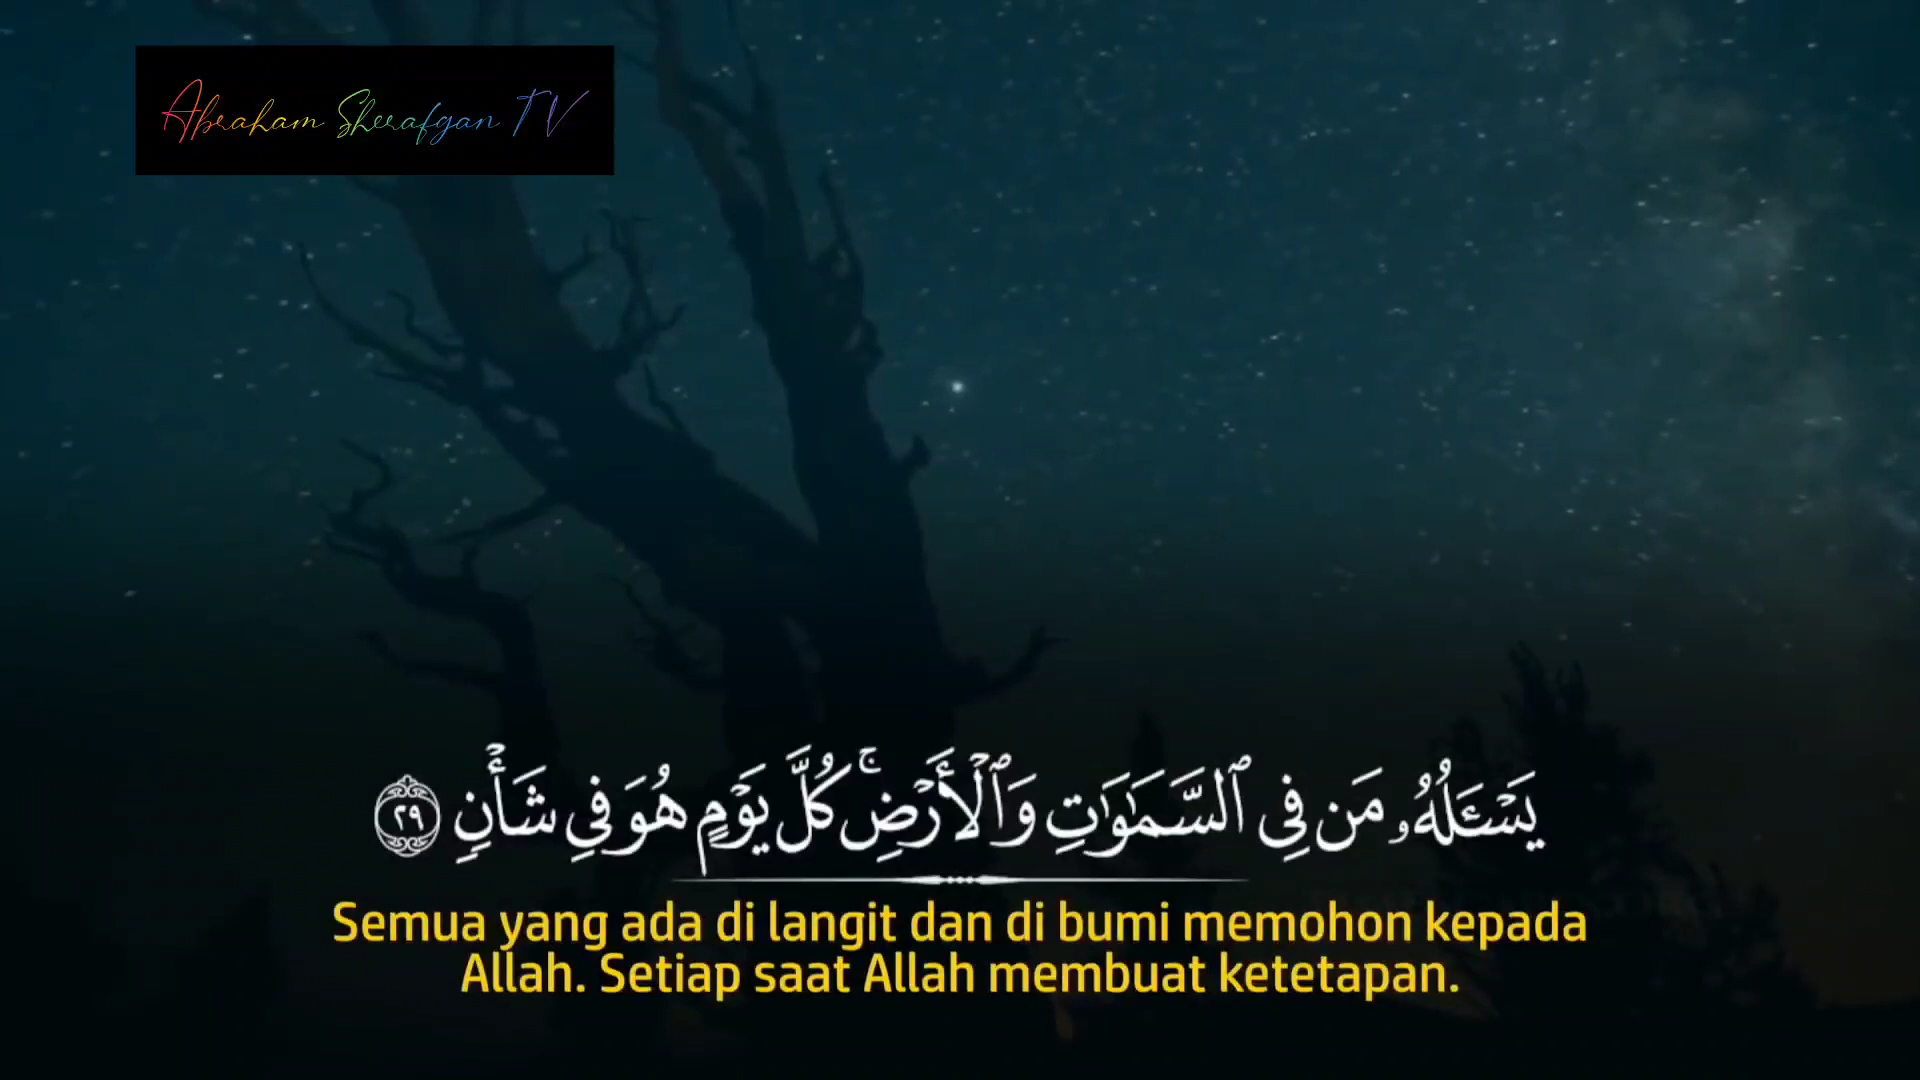 Abraham Sherafgan TV
يَسْـَٔلُهُۥ مَن فِى ٱلسَّمَـٰوَٰتِ وَٱلْأَرْضِ ۚ كُلَّ يَوْمٍ هُوَ فِى شَأْنٍ ٢٩
Semua yang ada di langit dan di bumi memohon kepada
Allah. Setiap saat Allah membuat ketetapan.